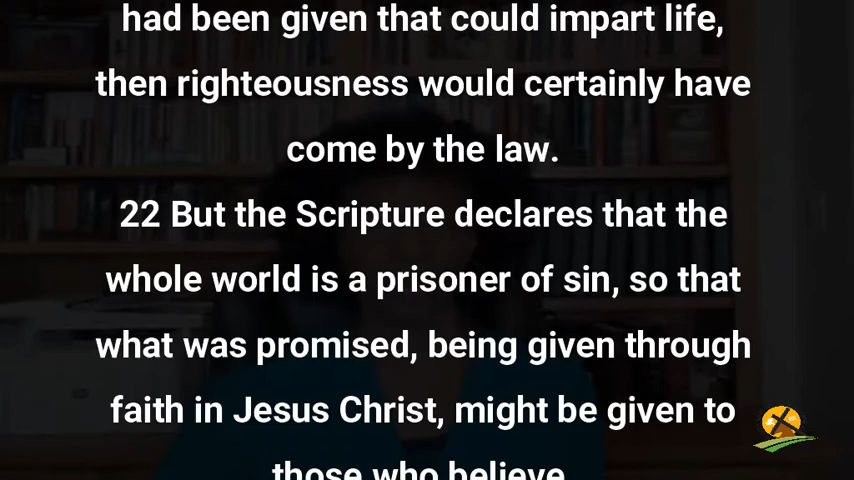 had been given that could impart life,
then righteousness would certainly have
come by the law.
22 But the Scripture declares that the
whole world is a prisoner of sin, so that
what was promised, being given through
faith in Jesus Christ, might be given to
those who believe.